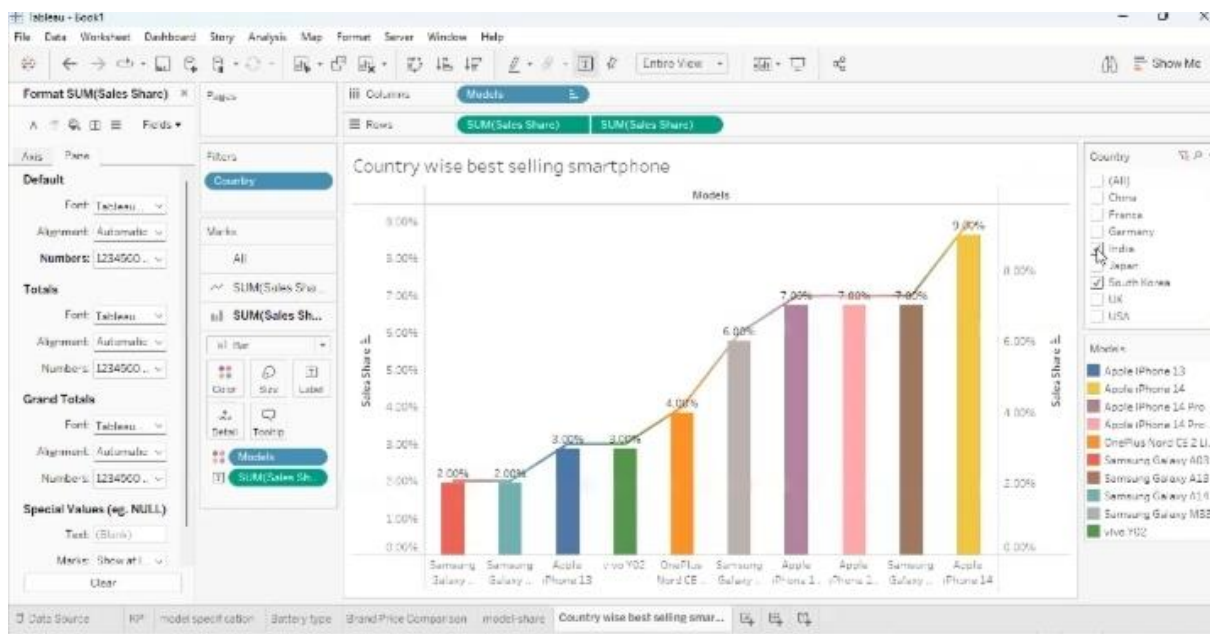 Tableau - Book1
File Data Worksheet Dashboard Story Analysis Map Format Server Window Help
Entire View
Show Me
Format SUM(Sales Share)
Fields
Axis Pane
Default
Font: Tableau ...
Alignment: Automatic
Numbers: 1234560...
Totals
Font: Tableau ...
Alignment: Automatic
Numbers: 1234560...
Grand Totals
Font: Tableau ...
Alignment: Automatic
Numbers: 1234560...
Special Values (eg. NULL)
Text: (Blank)
Marks: Show at I...
Clear
Pages
Filters
Country
Marks
All
SUM(Sales Sha...
SUM(Sales Sh...
Bar
Color Size Label
Detail Tooltip
Models
SUM(Sales Sh...
Columns Models
Rows SUM(Sales Share) SUM(Sales Share)
Country wise best selling smartphone
Models
Sales Share
9.00%
8.00%
7.00%
6.00%
5.00%
4.00%
3.00%
2.00%
1.00%
0.00%
2.00% 2.00% 3.00% 3.00% 4.00% 6.00% 7.00% 7.00% 7.00% 9.00%
8.00%
6.00%
4.00%
2.00%
0.00%
Sales Share
Samsung Samsung Apple vivo Y02 OnePlus Samsung Apple Apple Samsung Apple
Galaxy .. Galaxy .. iPhone 13 Nord CE .. Galaxy .. iPhone 1.. iPhone 1.. Galaxy .. iPhone 14
Country
(All)
China
France
Germany
India
Japan
South Korea
UK
USA
Models
Apple iPhone 13
Apple iPhone 14
Apple iPhone 14 Pro
Apple iPhone 14 Pro
OnePlus Nord CE 2 Li..
Samsung Galaxy A03
Samsung Galaxy A13
Samsung Galaxy A14
Samsung Galaxy M33
vivo Y02
Data Source model specification Battery type Brand Price Comparison model-share Country wise best selling smar...